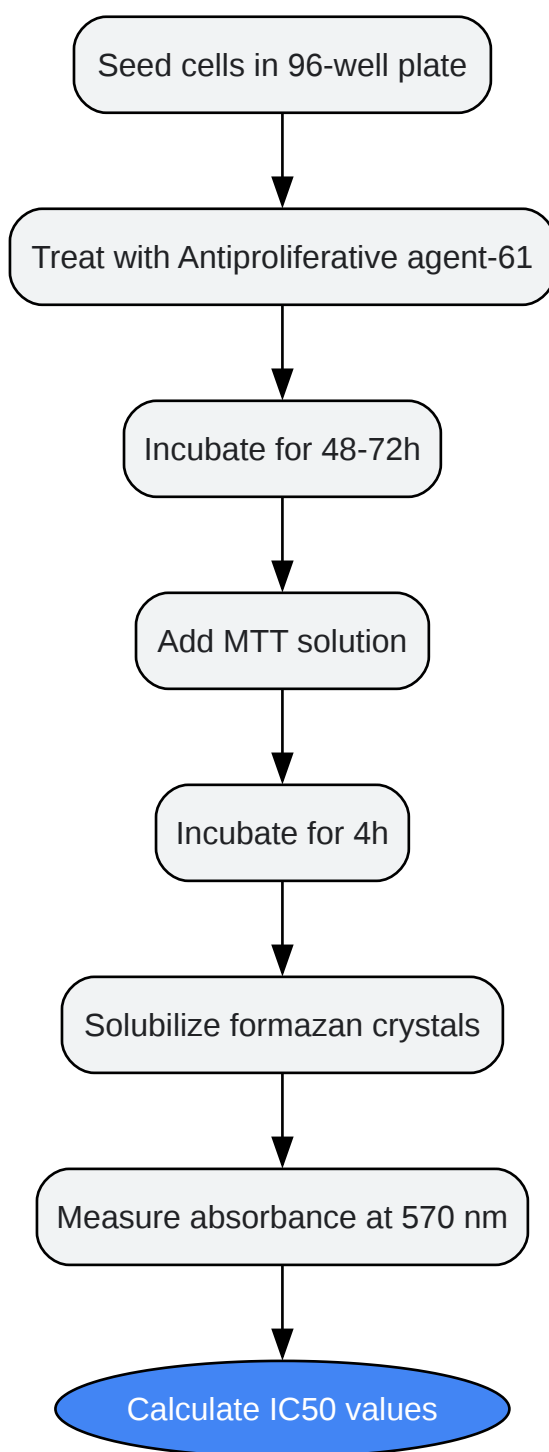 Seed cells in 96-well plate
Treat with Antiproliferative agent-61
Incubate for 48-72h
Add MTT solution
Incubate for 4h
Solubilize formazan crystals
Measure absorbance at 570 nm
Calculate IC50 values